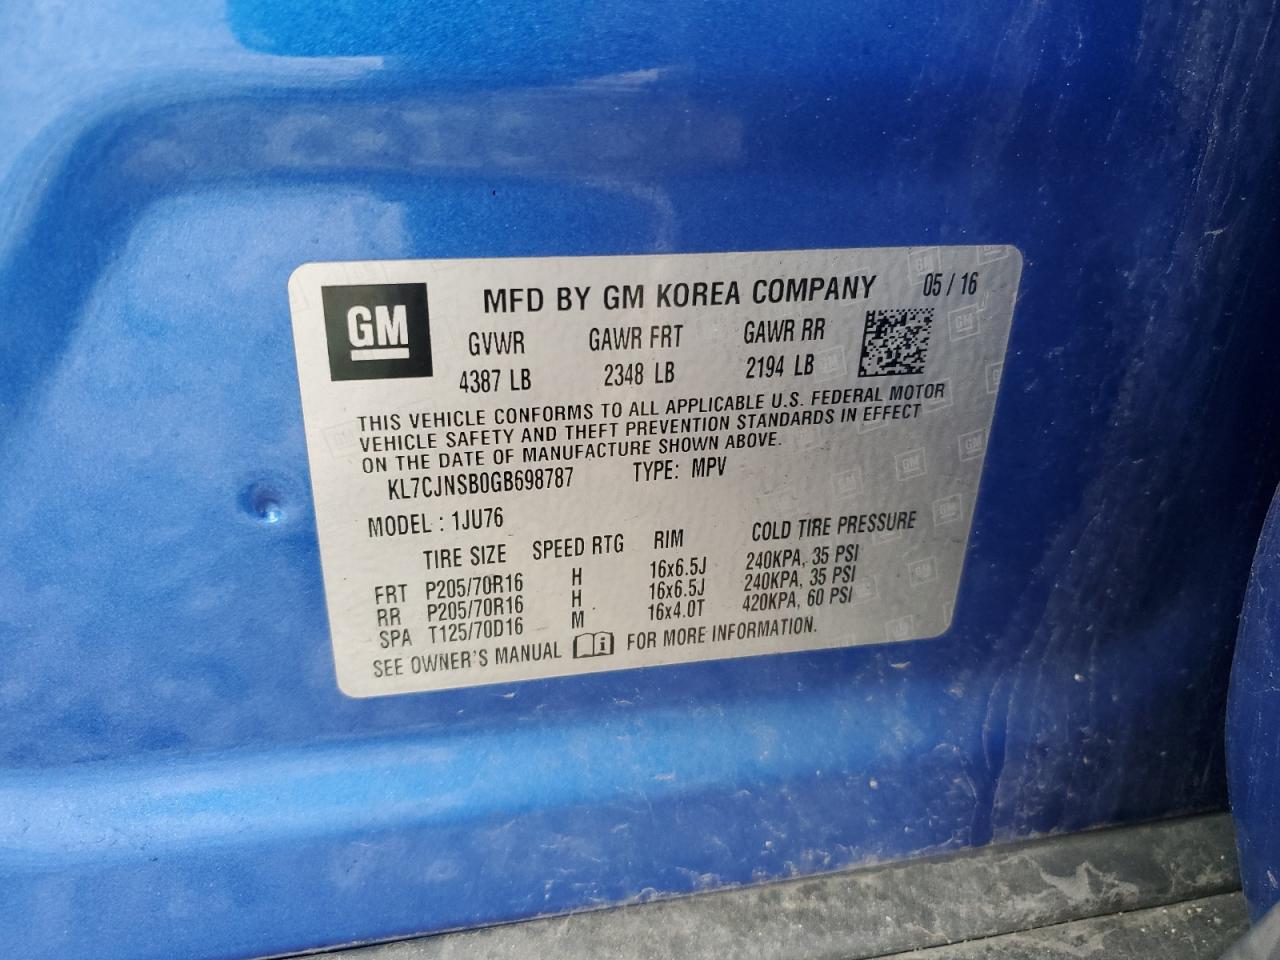 GM
MFD BY GM KOREA COMPANY 05 / 16
GVWR GAWR FRT GAWR RR
4387 LB 2348 LB 2194 LB
THIS VEHICLE CONFORMS TO ALL APPLICABLE U.S. FEDERAL MOTOR
VEHICLE SAFETY AND THEFT PREVENTION STANDARDS IN EFFECT
ON THE DATE OF MANUFACTURE SHOWN ABOVE.
KL7CJNSB0GB698787 TYPE: MPV
MODEL : 1JU76
TIRE SIZE SPEED RTG RIM COLD TIRE PRESSURE
FRT P205/70R16 H 16x6.5J 240KPA, 35 PSI
RR P205/70R16 H 16x6.5J 240KPA, 35 PSI
SPA T125/70D16 M 16x4.0T 420KPA, 60 PSI
SEE OWNER'S MANUAL FOR MORE INFORMATION.